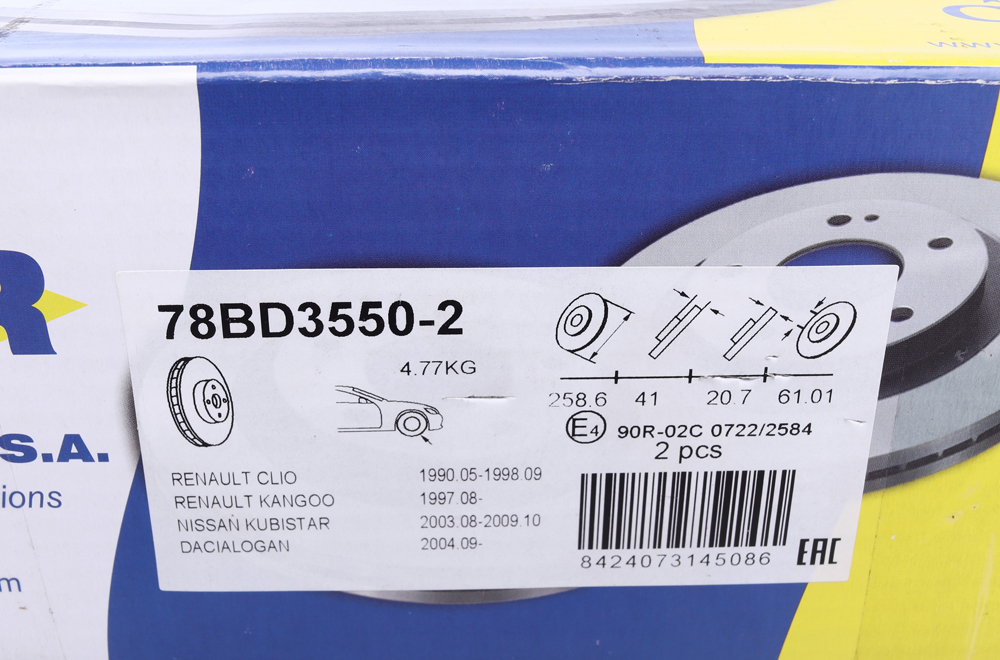 R
S.A.
ions
m
78BD3550-2
4.77KG
258.6 41 20.7 61.01
E4 90R-02C 0722/2584
2 pcs
RENAULT CLIO 1990.05-1998.09
RENAULT KANGOO 1997.08-
NISSAN KUBISTAR 2003.08-2009.10
DACIALOGAN 2004.09-
8424073145086
EAC